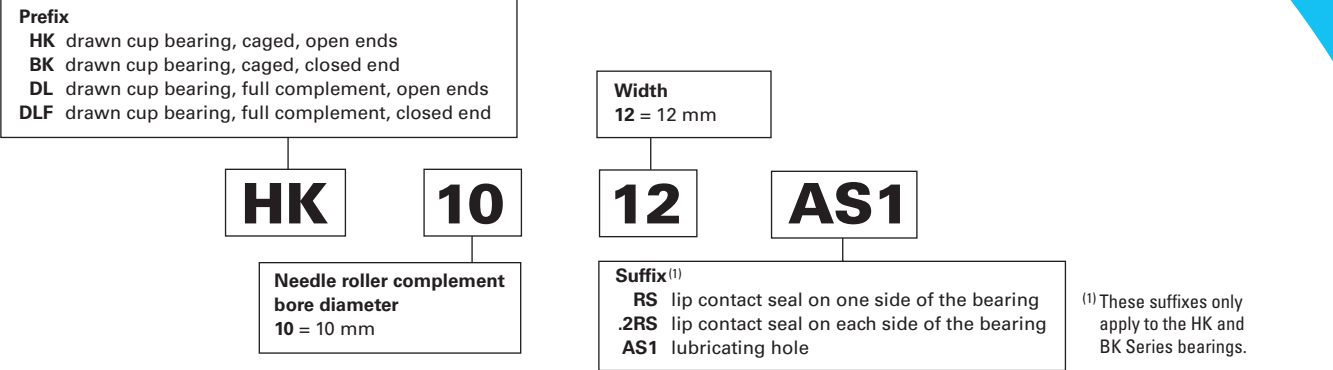 Prefix
HK drawn cup bearing, caged, open ends
BK drawn cup bearing, caged, closed end
DL drawn cup bearing, full complement, open ends
DLF drawn cup bearing, full complement, closed end
Width
12 = 12 mm
HK 10 12 AS1
Needle roller complement
bore diameter
10 = 10 mm
Suffix(1)
RS lip contact seal on one side of the bearing
.2RS lip contact seal on each side of the bearing
AS1 lubricating hole
(1) These suffixes only
apply to the HK and
BK Series bearings.